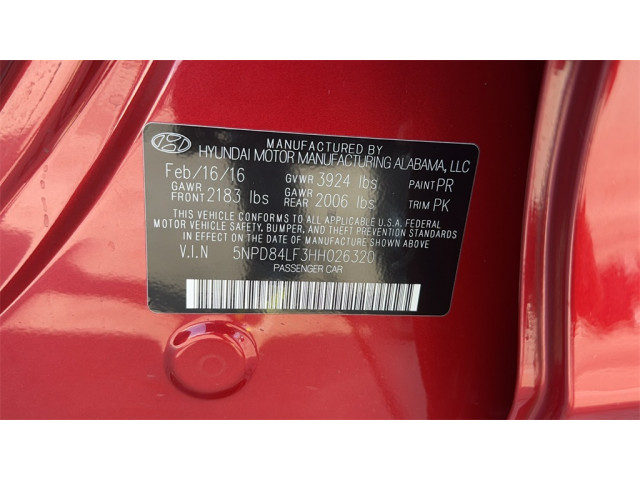 MANUFACTURED BY
HYUNDAI MOTOR MANUFACTURING ALABAMA, LLC
Feb/16/16 GVWR 3924 lbs PAINT PR
GAWR FRONT 2183 lbs GAWR REAR 2006 lbs TRIM PK
THIS VEHICLE CONFORMS TO ALL APPLICABLE U.S.A. FEDERAL
MOTOR VEHICLE SAFETY, BUMPER, AND THEFT PREVENTION STANDARDS
IN EFFECT ON THE DATE OF MANUFACTURE SHOWN ABOVE.
V.I.N 5NPD84LF3HH026320
PASSENGER CAR